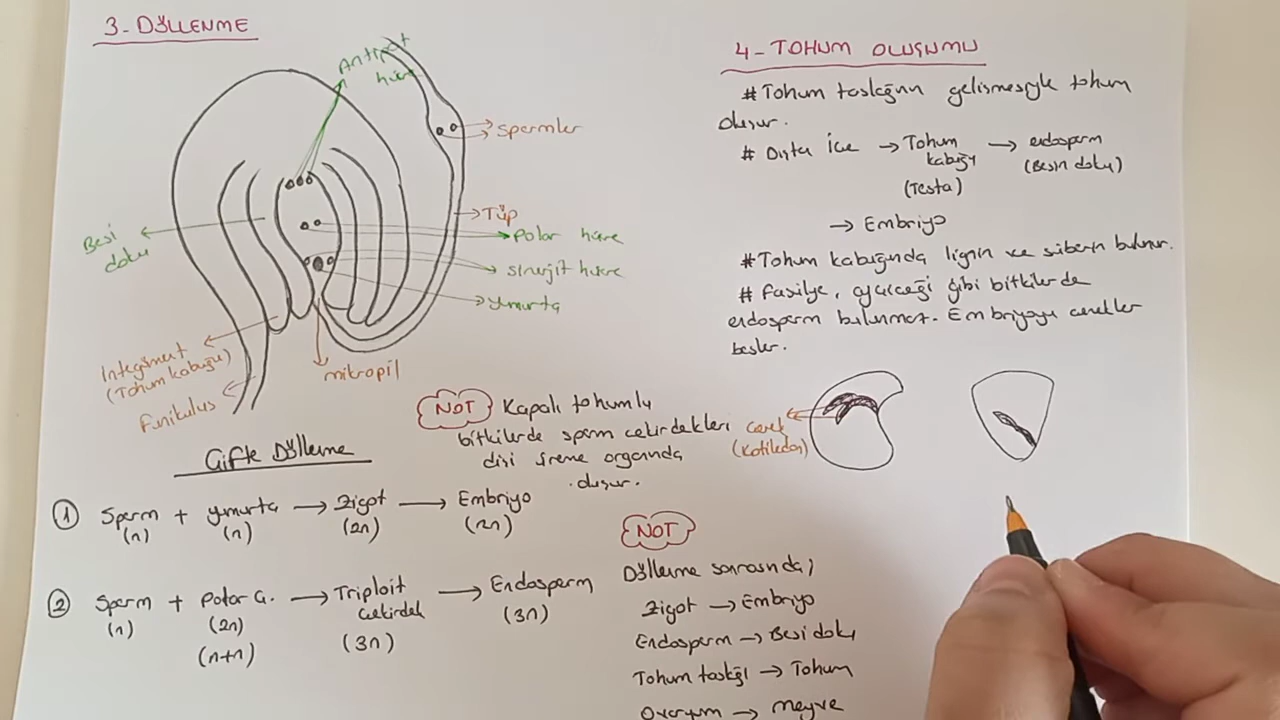 3-DÖLLENME
Antipot
hücre
Spermler
Tüp
Polar hücre
Sinerjit hücre
yumurta
Besi
doku
İntegüment
(Tohum kabuğu)
Funikulus
mikropil
NOT Kapalı tohumlu
bitkilerde sperm çekirdekleri
dişi üreme organında
oluşur.
Çifte Döllenme
1 Sperm + yumurta → Zigot → Embriyo
(n) (n) (2n) (2n)
2 Sperm + Polar Ç. → Triploit → Endosperm
çekirdek
(n) (2n) (3n) (3n)
(n+n)
4-TOHUM OLUŞUMU
# Tohum taslağının gelişmesiyle tohum
oluşur.
# Dıştan İçe → Tohum → endosperm
kabuğu (Besin doku)
(Testa)
→ Embriyo
# Tohum kabuğunda lignin ve süberin bulunur.
# Fasulye, ayçiçeği gibi bitkilerde
endosperm bulunmaz. Embriyoyu çenekler
besler.
Çenek
(Kotiledon)
NOT
Döllenme sonrasında;
Zigot → Embriyo
Endosperm → Besi doku
Tohum taslağı → Tohum
Ovaryum → Meyve